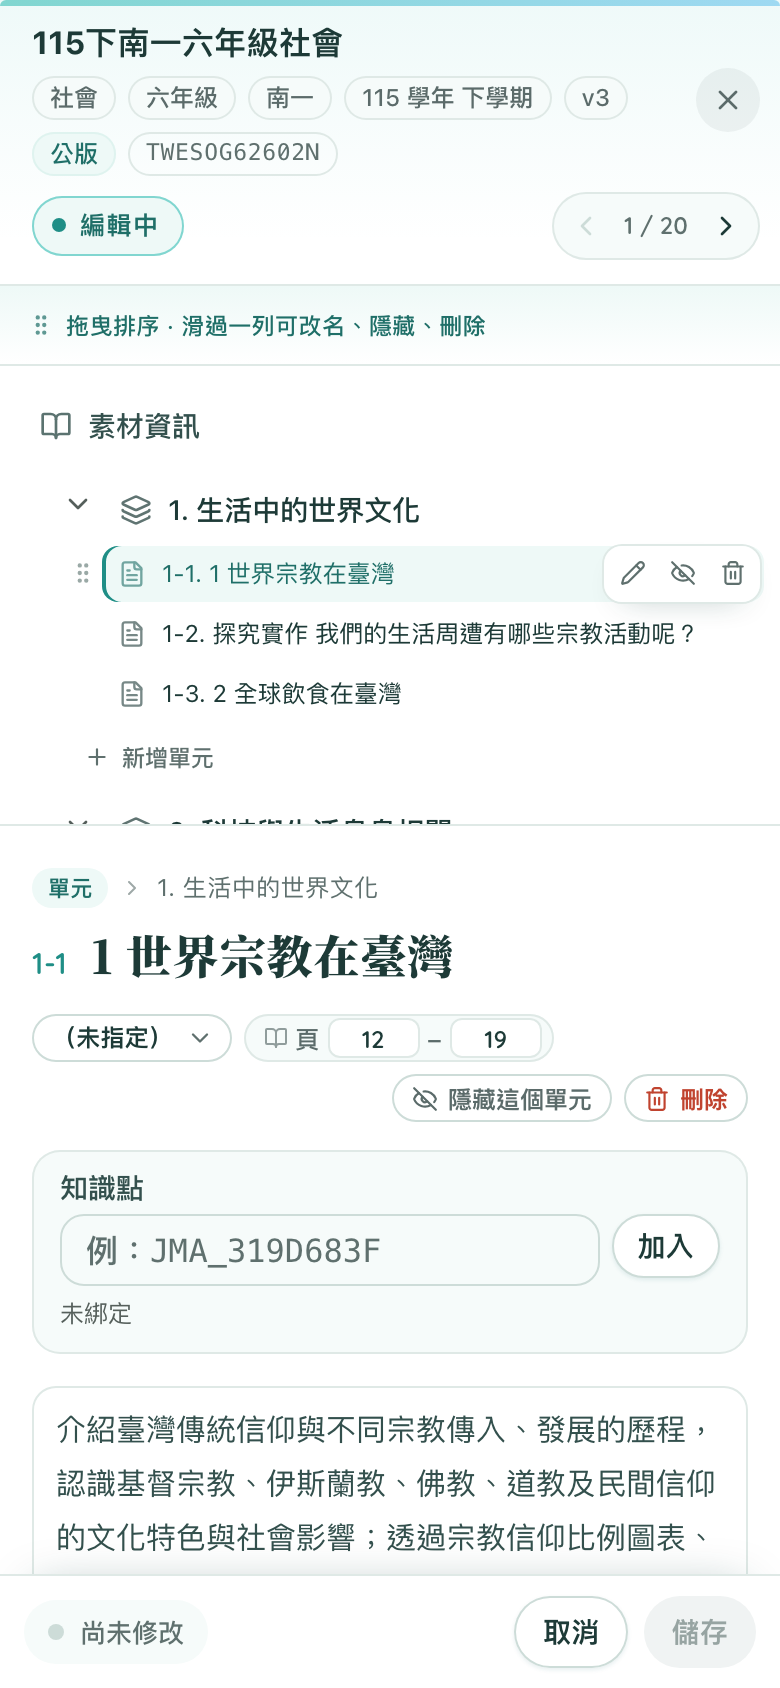 115下南一六年級社會
社會 六年級 南一 115 學年 下學期 v3
公版 TWESOG62602N
編輯中 1 / 20
拖曳排序 · 滑過一列可改名、隱藏、刪除
素材資訊
1. 生活中的世界文化
1-1. 1 世界宗教在臺灣
1-2. 探究實作 我們的生活周遭有哪些宗教活動呢？
1-3. 2 全球飲食在臺灣
+ 新增單元
單元 > 1. 生活中的世界文化
1-1 1 世界宗教在臺灣
（未指定） 頁 12 – 19
隱藏這個單元 刪除
知識點
例：JMA_319D683F 加入
未綁定
介紹臺灣傳統信仰與不同宗教傳入、發展的歷程，
認識基督宗教、伊斯蘭教、佛教、道教及民間信仰
的文化特色與社會影響；透過宗教信仰比例圖表、
尚未修改 取消 儲存